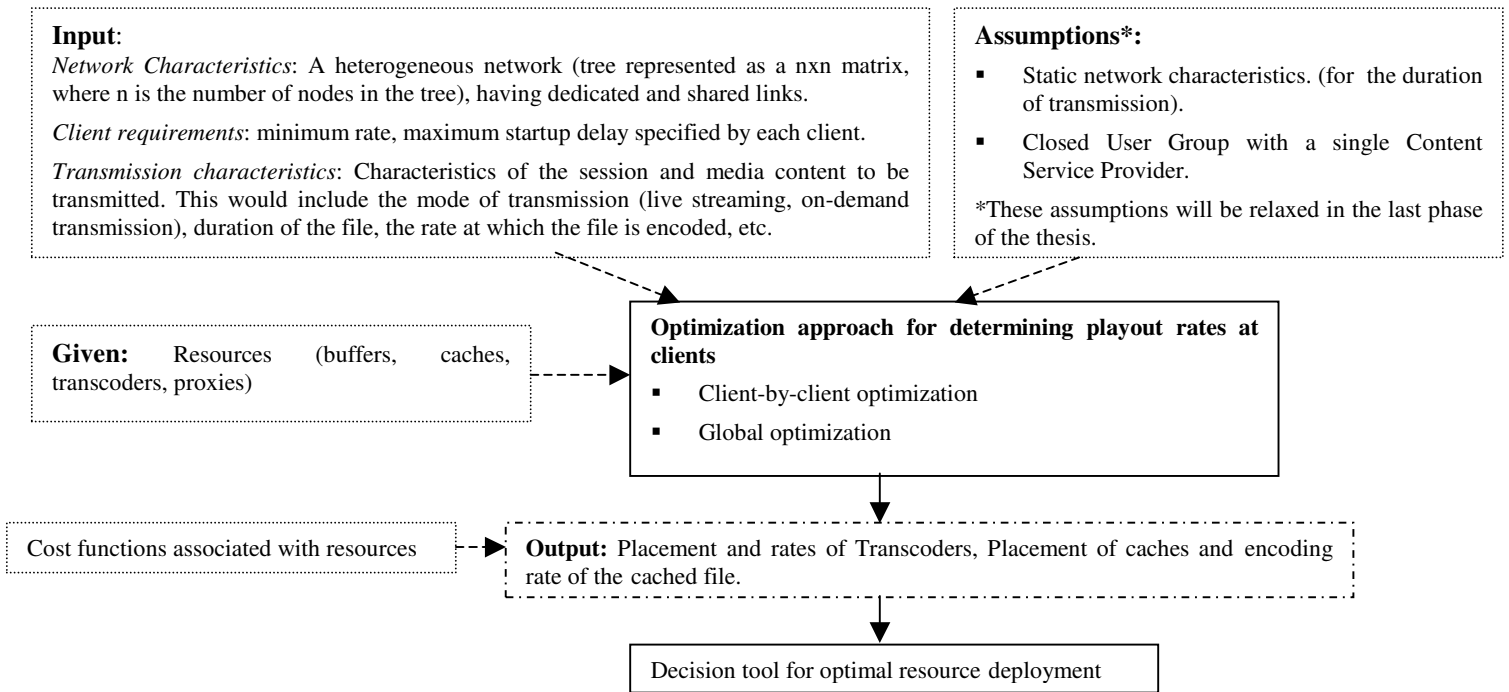 Input:
Network Characteristics: A heterogeneous network (tree represented as a nxn matrix,
where n is the number of nodes in the tree), having dedicated and shared links.
Client requirements: minimum rate, maximum startup delay specified by each client.
Transmission characteristics: Characteristics of the session and media content to be
transmitted. This would include the mode of transmission (live streaming, on-demand
transmission), duration of the file, the rate at which the file is encoded, etc.
Assumptions*:
▪ Static network characteristics. (for the duration
of transmission).
▪ Closed User Group with a single Content
Service Provider.
*These assumptions will be relaxed in the last phase
of the thesis.
Given: Resources (buffers, caches,
transcoders, proxies)
Optimization approach for determining playout rates at
clients
▪ Client-by-client optimization
▪ Global optimization
Cost functions associated with resources
Output: Placement and rates of Transcoders, Placement of caches and encoding
rate of the cached file.
Decision tool for optimal resource deployment